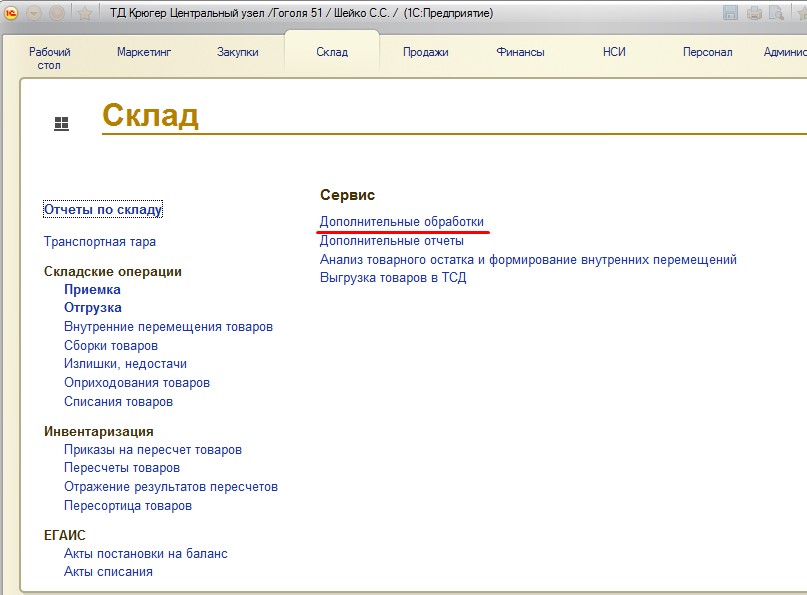 ТД Крюгер Центральный узел /Гоголя 51 / Шейко С.С. / (1С:Предприятие)
Рабочий стол
Маркетинг
Закупки
Склад
Продажи
Финансы
НСИ
Персонал
Админис
Склад
Отчеты по складу
Транспортная тара
Складские операции
Приемка
Отгрузка
Внутренние перемещения товаров
Сборки товаров
Излишки, недостачи
Оприходования товаров
Списания товаров
Инвентаризация
Приказы на пересчет товаров
Пересчеты товаров
Отражение результатов пересчетов
Пересортица товаров
ЕГАИС
Акты постановки на баланс
Акты списания
Сервис
Дополнительные обработки
Дополнительные отчеты
Анализ товарного остатка и формирование внутренних перемещений
Выгрузка товаров в ТСД